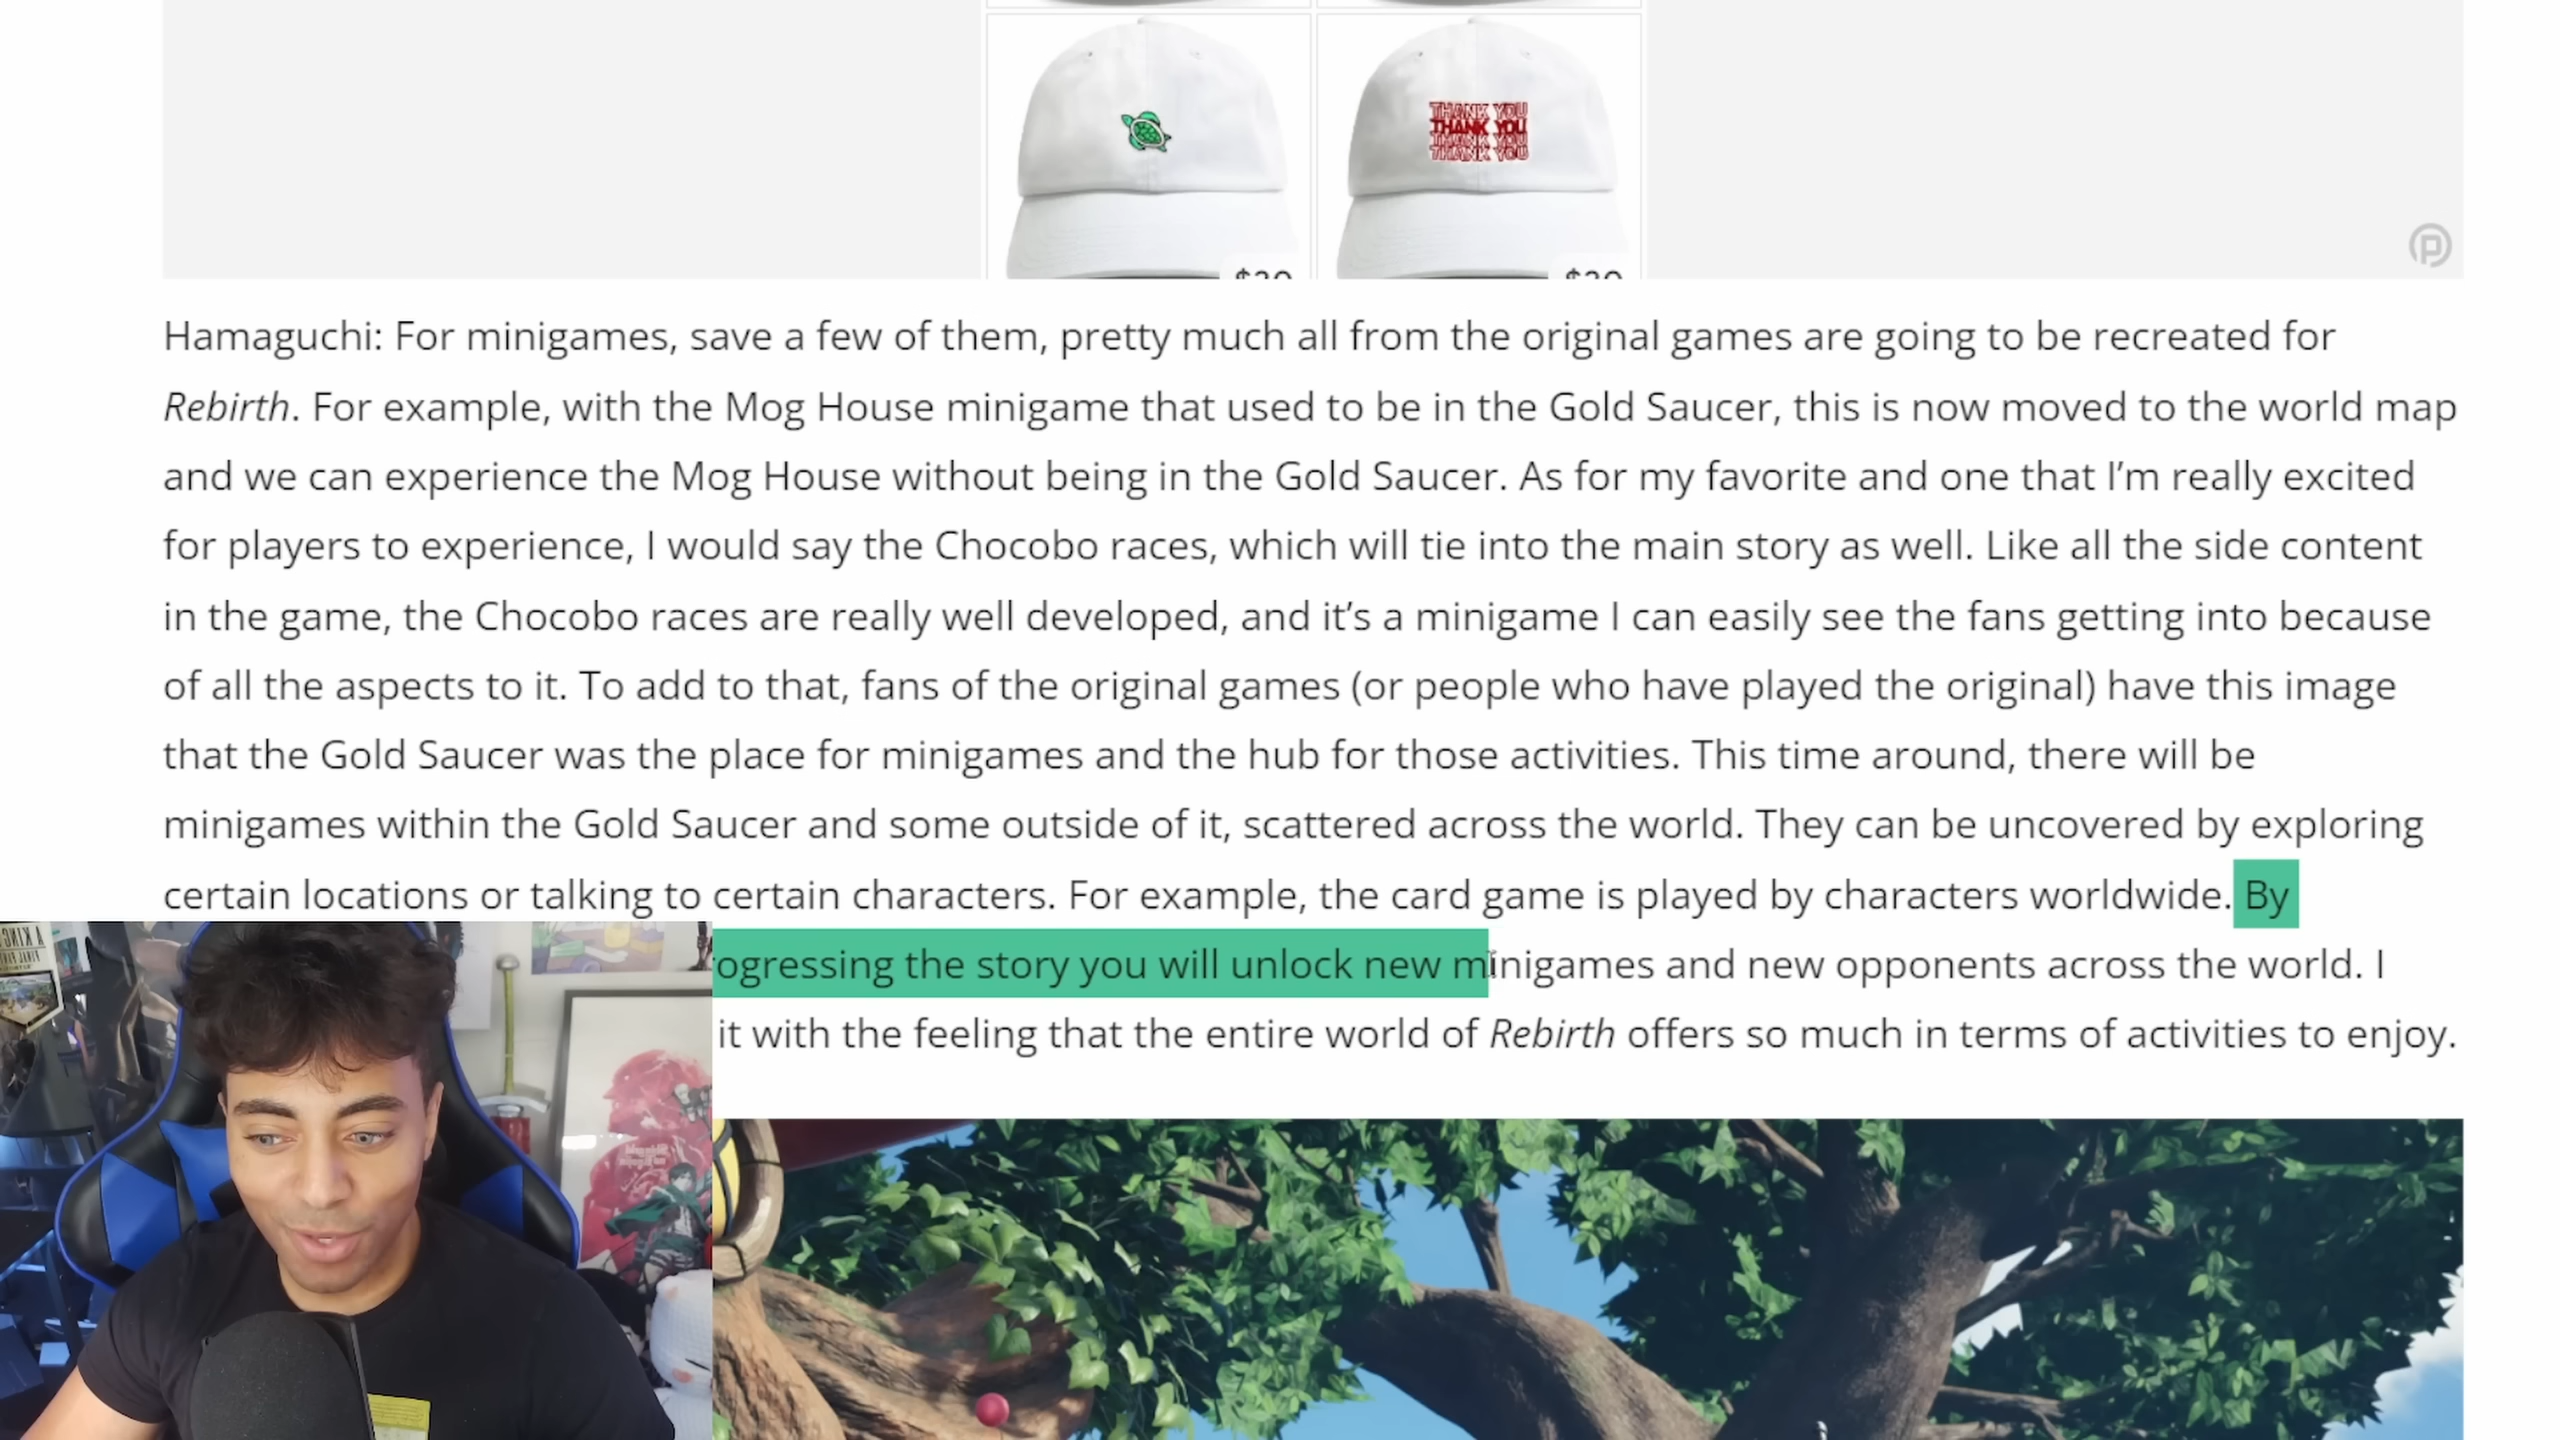 THANK YOU
THANK YOU
THANK YOU
THANK YOU
Hamaguchi: For minigames, save a few of them, pretty much all from the original games are going to be recreated for
Rebirth. For example, with the Mog House minigame that used to be in the Gold Saucer, this is now moved to the world map
and we can experience the Mog House without being in the Gold Saucer. As for my favorite and one that I’m really excited
for players to experience, I would say the Chocobo races, which will tie into the main story as well. Like all the side content
in the game, the Chocobo races are really well developed, and it’s a minigame I can easily see the fans getting into because
of all the aspects to it. To add to that, fans of the original games (or people who have played the original) have this image
that the Gold Saucer was the place for minigames and the hub for those activities. This time around, there will be
minigames within the Gold Saucer and some outside of it, scattered across the world. They can be uncovered by exploring
certain locations or talking to certain characters. For example, the card game is played by characters worldwide. By
ogressing the story you will unlock new minigames and new opponents across the world. I
it with the feeling that the entire world of Rebirth offers so much in terms of activities to enjoy.